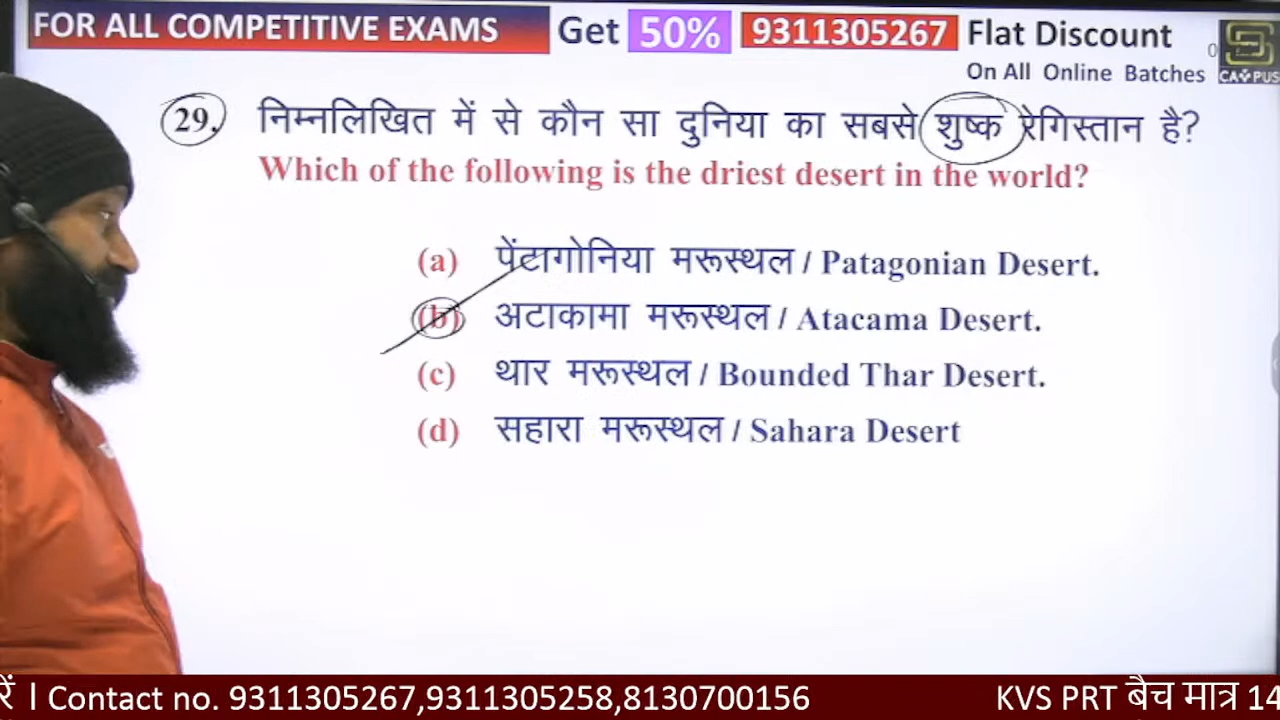 FOR ALL COMPETITIVE EXAMS Get 50% 9311305267 Flat Discount
On All Online Batches
CAMPUS
29. निम्नलिखित में से कौन सा दुनिया का सबसे शुष्क रेगिस्तान है?
Which of the following is the driest desert in the world?
(a) पेंटागोनिया मरूस्थल / Patagonian Desert.
(b) अटाकामा मरूस्थल / Atacama Desert.
(c) थार मरूस्थल / Bounded Thar Desert.
(d) सहारा मरूस्थल / Sahara Desert
रें । Contact no. 9311305267,9311305258,8130700156 KVS PRT बैच मात्र 14